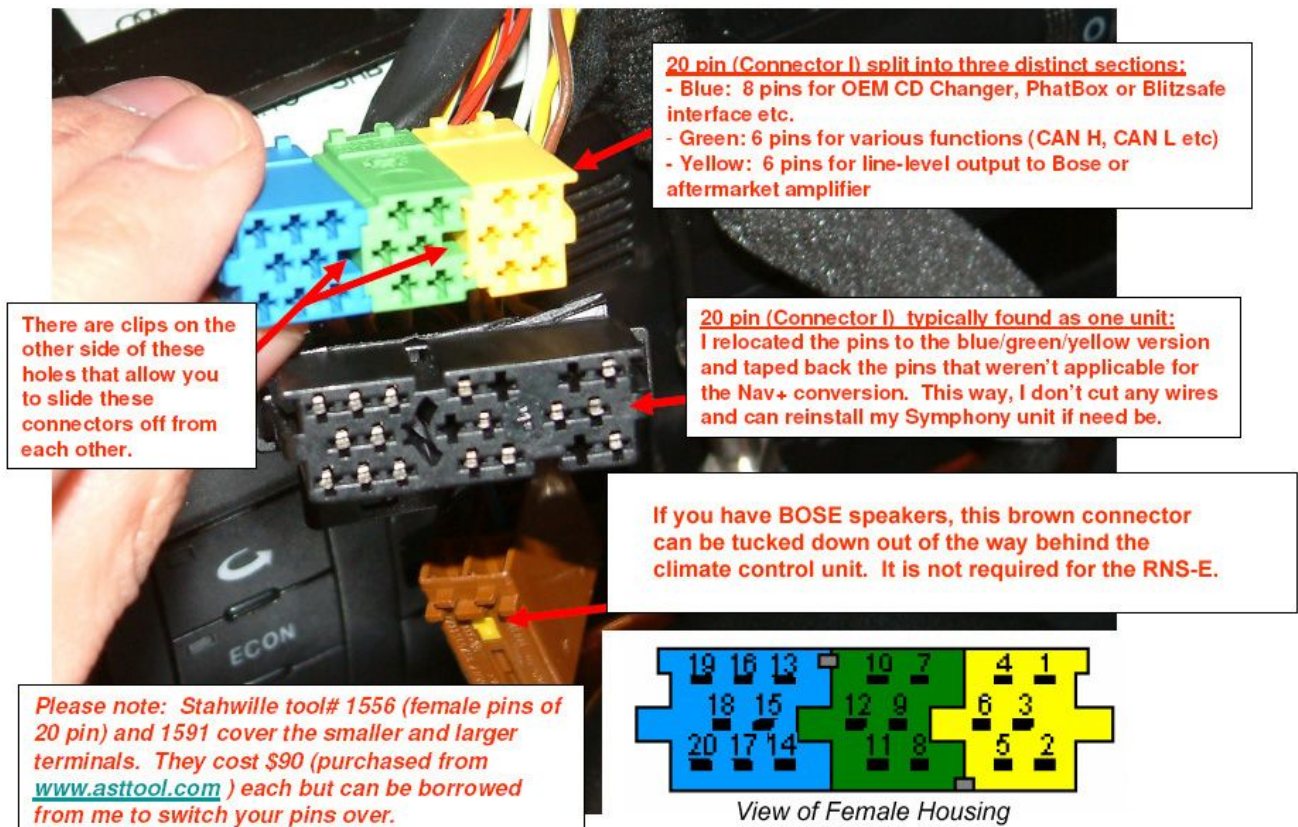 20 pin (Connector I) split into three distinct sections:
- Blue: 8 pins for OEM CD Changer, PhatBox or Blitzsafe
interface etc.
- Green: 6 pins for various functions (CAN H, CAN L etc)
- Yellow: 6 pins for line-level output to Bose or
aftermarket amplifier
There are clips on the
other side of these
holes that allow you
to slide these
connectors off from
each other.
20 pin (Connector I) typically found as one unit:
I relocated the pins to the blue/green/yellow version
and taped back the pins that weren't applicable for
the Nav+ conversion. This way, I don't cut any wires
and can reinstall my Symphony unit if need be.
If you have BOSE speakers, this brown connector
can be tucked down out of the way behind the
climate control unit. It is not required for the RNS-E.
ECON
Please note: Stahwille tool# 1556 (female pins of
20 pin) and 1591 cover the smaller and larger
terminals. They cost $90 (purchased from
www.asttool.com ) each but can be borrowed
from me to switch your pins over.
19 16 13 10 7 4 1
18 15 12 9 6 3
20 17 14 11 8 5 2
View of Female Housing